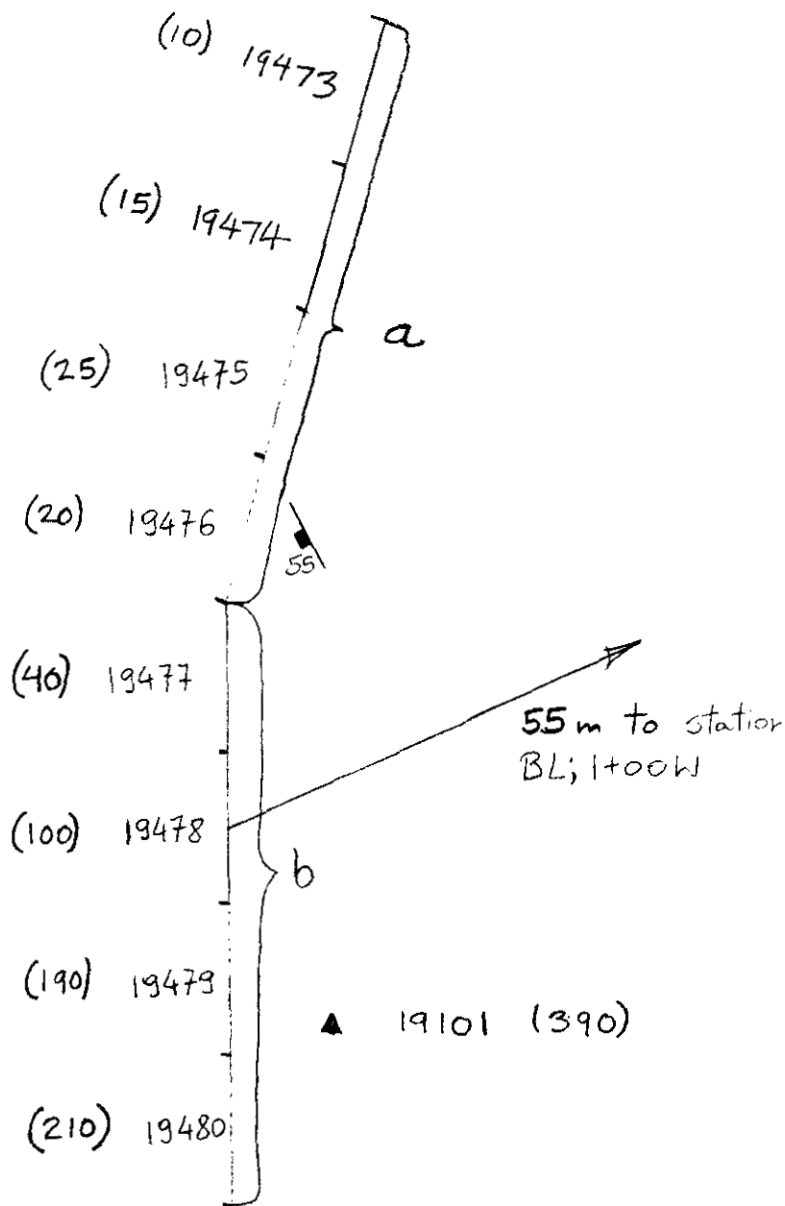 (10) 19473
(15) 19474
a
(25) 19475
(20) 19476
55
(40) 19477
55 m to station
BL; 1+00W
(100) 19478
b
(190) 19479
19101 (390)
(210) 19480